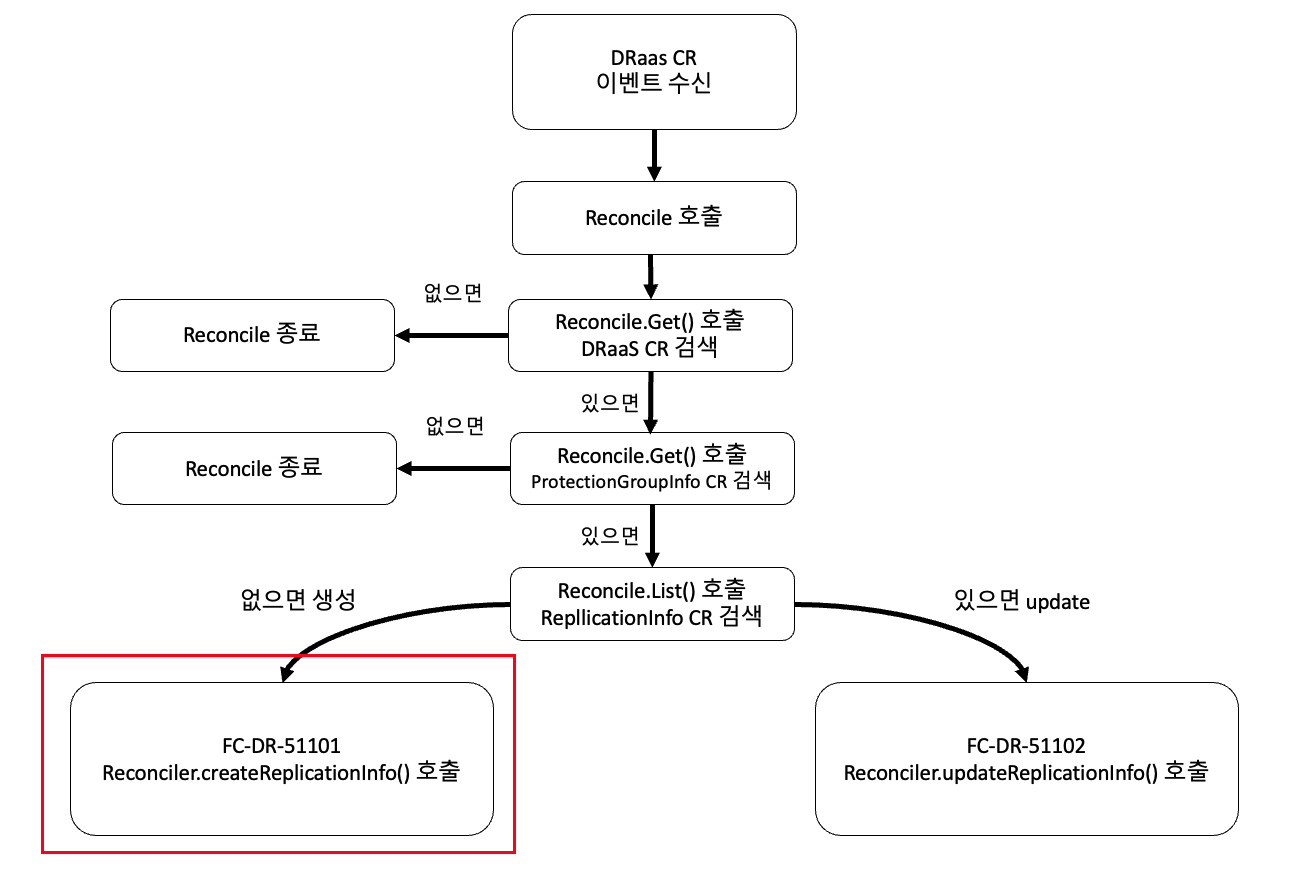 DRaas CR
이벤트 수신
Reconcile 호출
없으면
Reconcile 종료
Reconcile.Get() 호출
DRaaS CR 검색
있으면
없으면
Reconcile 종료
Reconcile.Get() 호출
ProtectionGroupInfo CR 검색
있으면
Reconcile.List() 호출
RepllicationInfo CR 검색
없으면 생성
있으면 update
FC-DR-51101
Reconciler.createReplicationInfo() 호출
FC-DR-51102
Reconciler.updateReplicationInfo() 호출